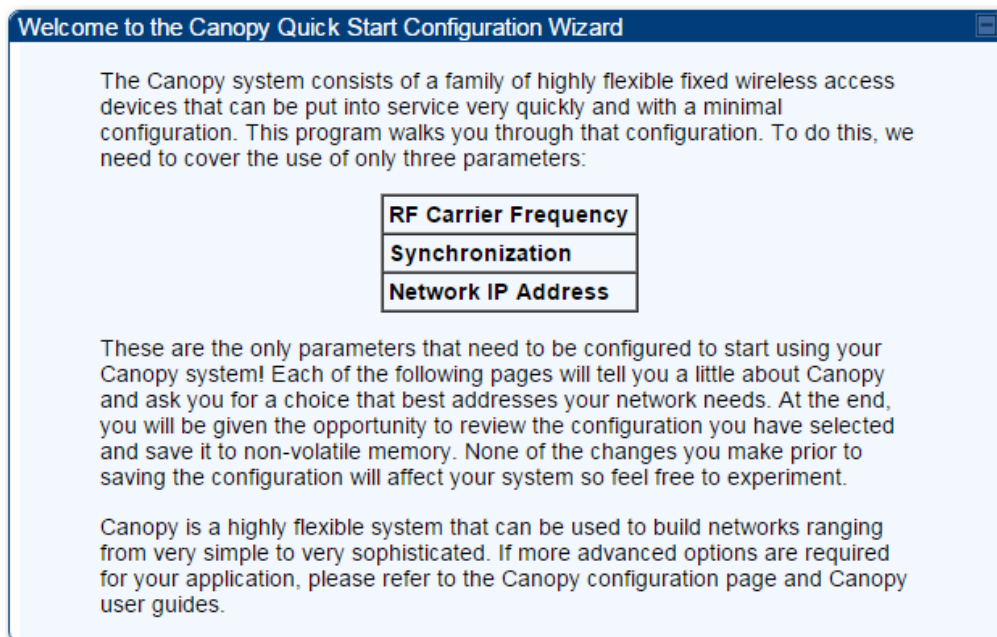 Welcome to the Canopy Quick Start Configuration Wizard
The Canopy system consists of a family of highly flexible fixed wireless access
devices that can be put into service very quickly and with a minimal
configuration. This program walks you through that configuration. To do this, we
need to cover the use of only three parameters:
RF Carrier Frequency
Synchronization
Network IP Address
These are the only parameters that need to be configured to start using your
Canopy system! Each of the following pages will tell you a little about Canopy
and ask you for a choice that best addresses your network needs. At the end,
you will be given the opportunity to review the configuration you have selected
and save it to non-volatile memory. None of the changes you make prior to
saving the configuration will affect your system so feel free to experiment.
Canopy is a highly flexible system that can be used to build networks ranging
from very simple to very sophisticated. If more advanced options are required
for your application, please refer to the Canopy configuration page and Canopy
user guides.